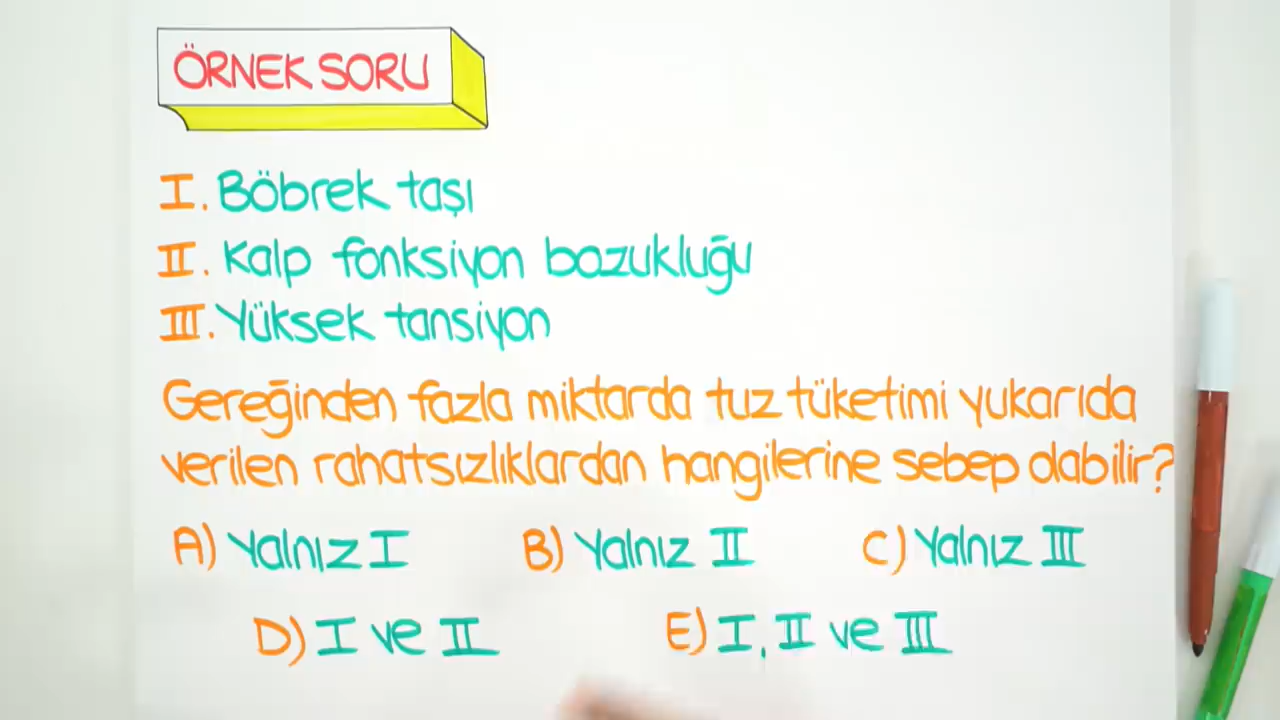 ÖRNEK SORU
I. Böbrek taşı
II. Kalp fonksiyon bozukluğu
III. Yüksek tansiyon
Gereğinden fazla miktarda tuz tüketimi yukarıda
verilen rahatsızlıklardan hangilerine sebep olabilir?
A) Yalnız I B) Yalnız II C) Yalnız III
D) I ve II E) I, II ve III